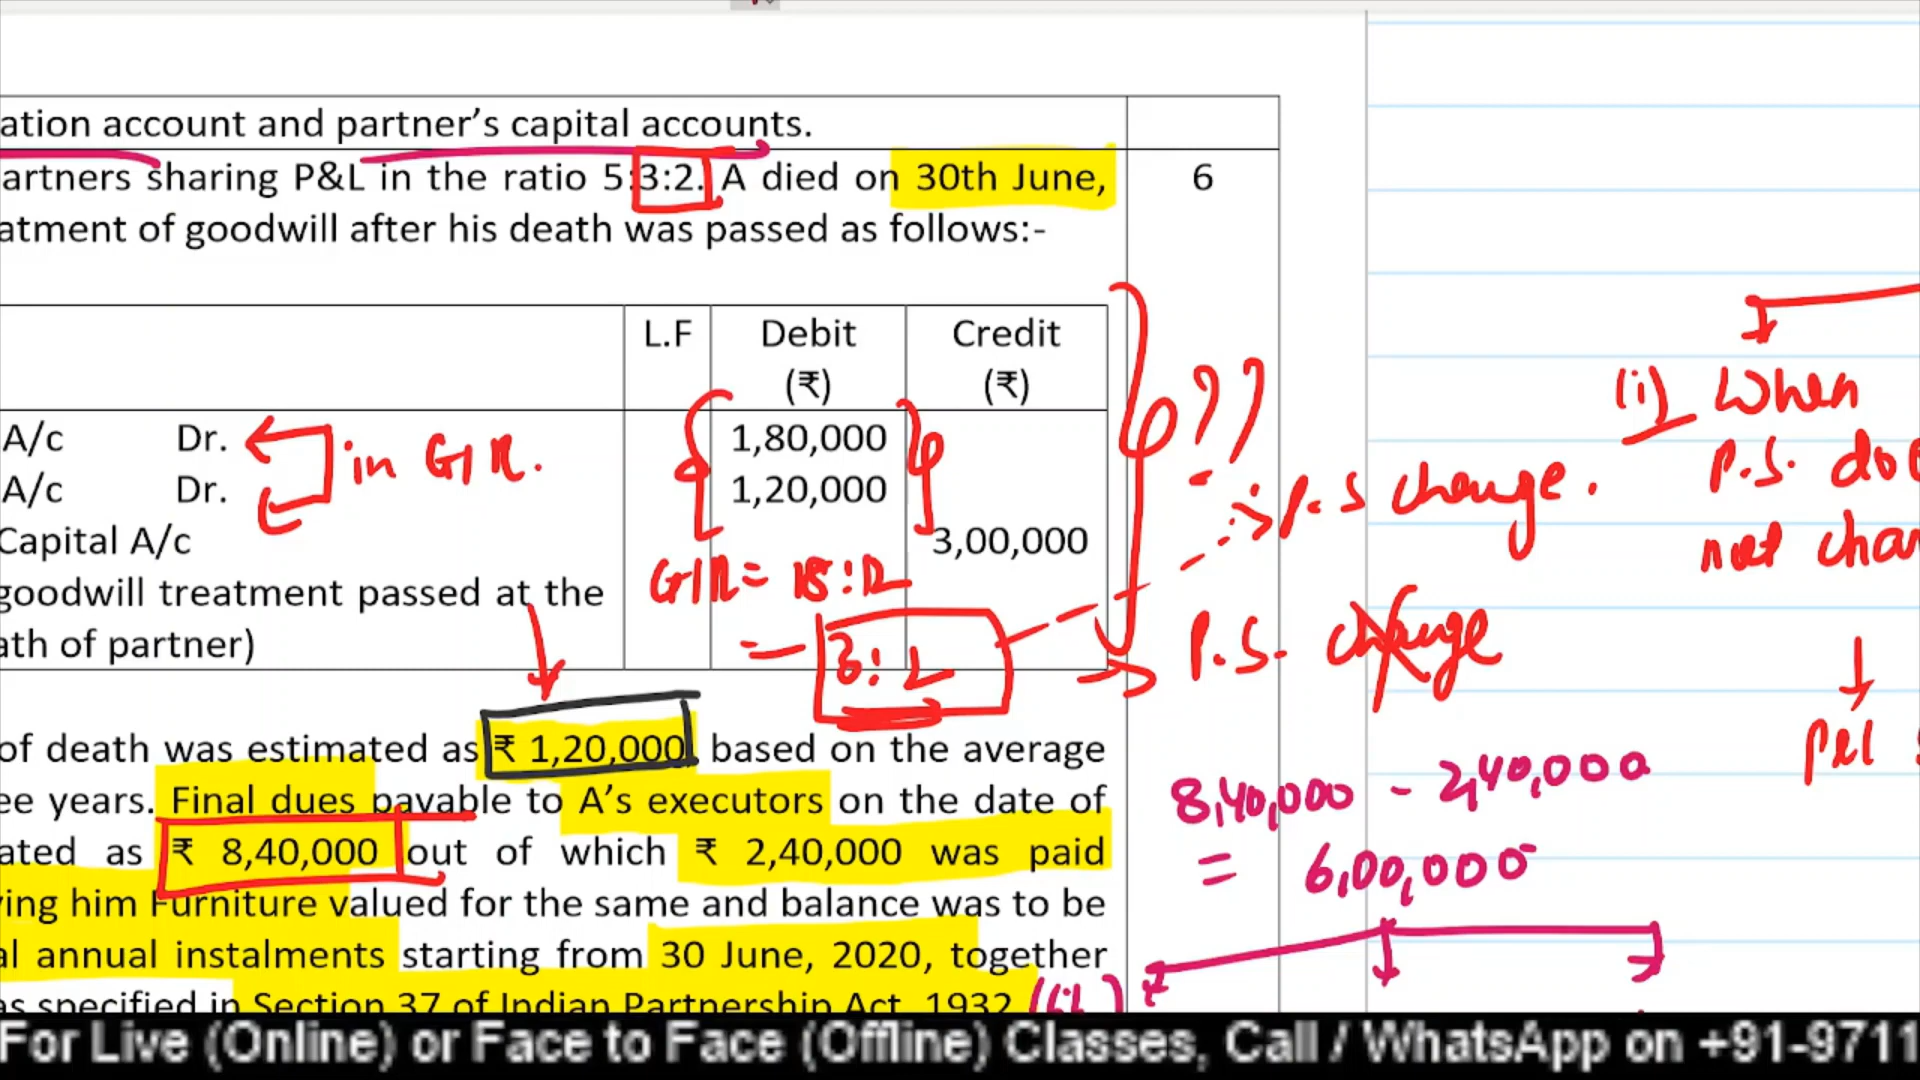 ation account and partner's capital accounts.
artners sharing P&L in the ratio 5:3:2. A died on 30th June,
6
atment of goodwill after his death was passed as follows:-
L.F
Debit
(₹)
Credit
(₹)
A/c Dr.
1,80,000
A/c Dr.
1,20,000
Capital A/c
3,00,000
goodwill treatment passed at the
ath of partner)
in G/R.
G/R = 18:12
= 3:2
??
P.S change.
P.S. change
(i) When
P.S. do
not cha
of death was estimated as ₹ 1,20,000 based on the average
ee years. Final dues payable to A's executors on the date of
ated as ₹ 8,40,000 out of which ₹ 2,40,000 was paid
ing him Furniture valued for the same and balance was to be
al annual instalments starting from 30 June, 2020, together
as specified in Section 37 of Indian Partnership Act, 1932
8,40,000 - 2,40,000
= 6,00,000
For Live (Online) or Face to Face (Offline) Classes, Call / WhatsApp on +91-9711